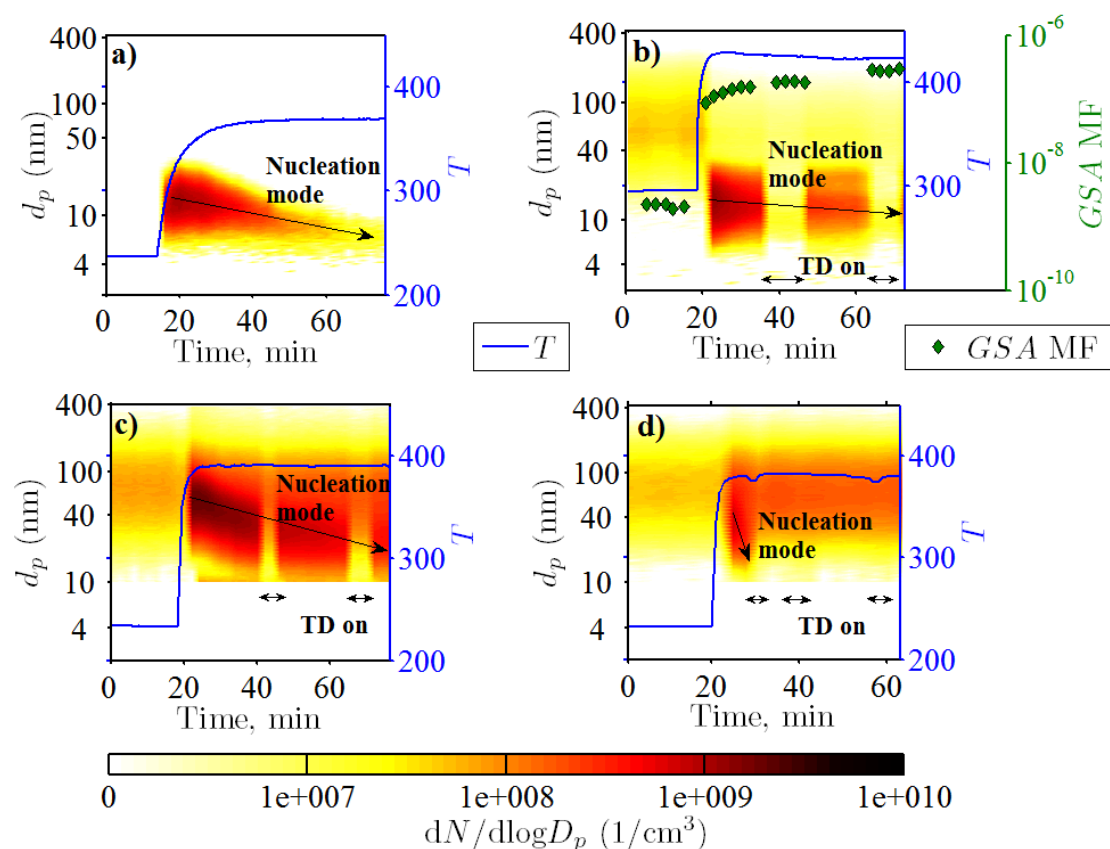 a)
400
100
50
10
4
d_p (nm)
Nucleation
mode
400
300
200
T
0 20 40 60
Time, min
T
b)
400
100
40
10
4
d_p (nm)
Nucleation
mode
TD on
400
300
200
T
10^-6
10^-8
10^-10
GSA MF
0 20 40 60
Time, min
GSA MF
c)
400
100
40
10
4
d_p (nm)
Nucleation
mode
TD on
400
300
200
T
0 20 40 60
Time, min
d)
400
100
40
10
4
d_p (nm)
Nucleation
mode
TD on
400
300
200
T
0 20 40 60
Time, min
0 1e+007 1e+008 1e+009 1e+010
dN/dlogD_p (1/cm³)